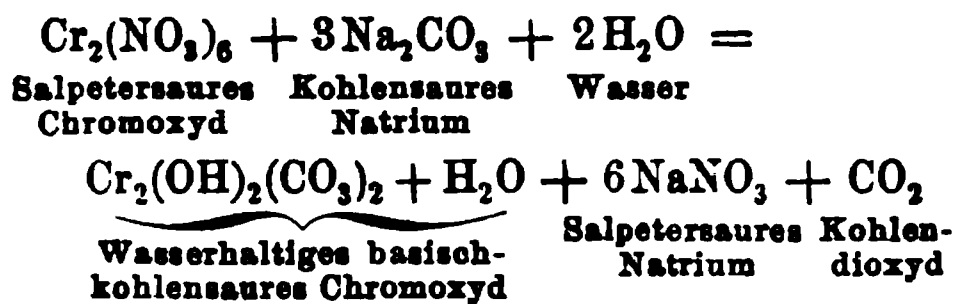 Cr₂(NO₃)₆ + 3Na₂CO₃ + 2H₂O =
Salpetersaures Kohlensaures Wasser
Chromoxyd Natrium
Cr₂(OH)₂(CO₃)₂ + H₂O + 6NaNO₃ + CO₂
Wasserhaltiges basisch- Salpetersaures Kohlen-
kohlensaures Chromoxyd Natrium dioxyd